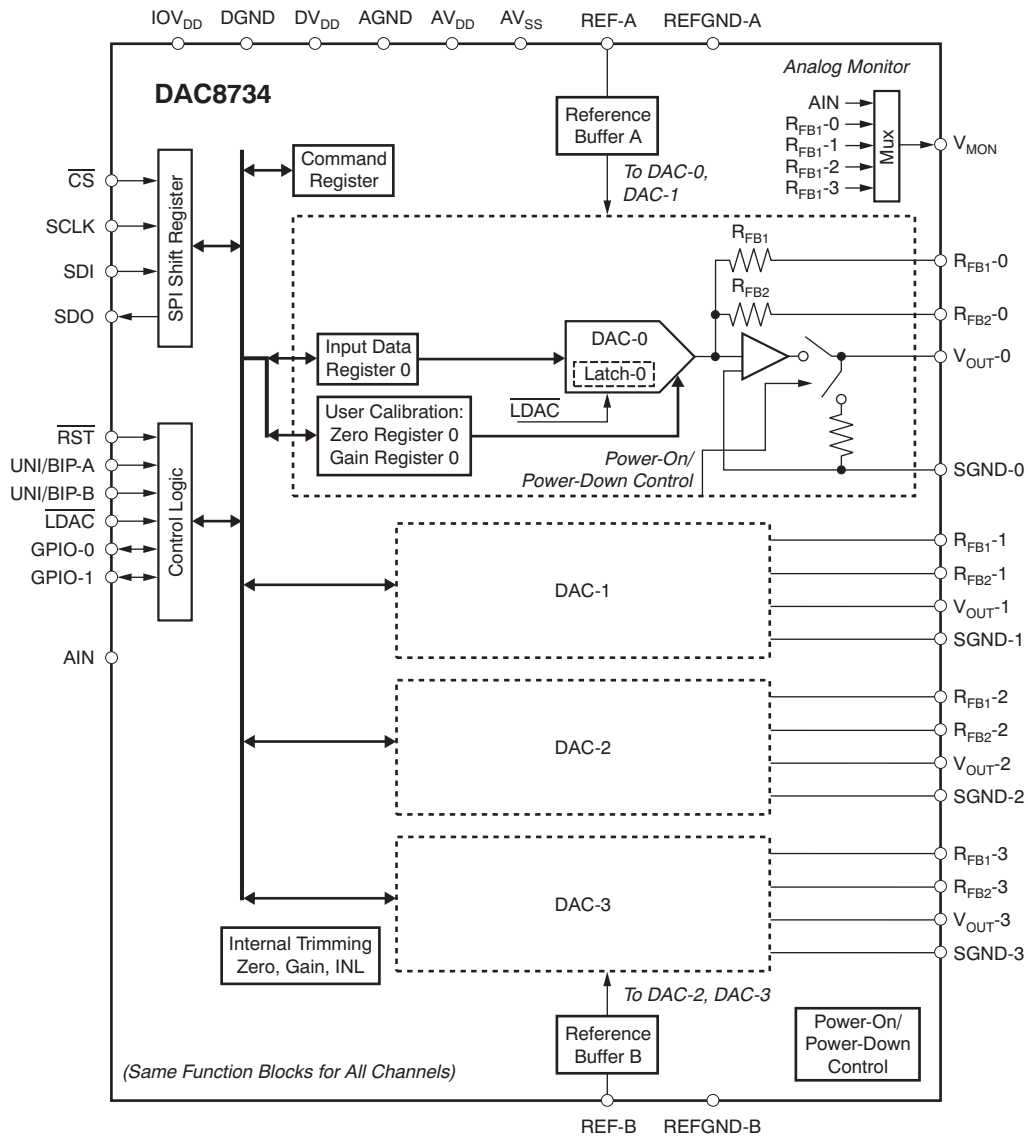 IOVDD DGND DVDD AGND AVDD AVSS REF-A REFGND-A
DAC8734
Analog Monitor
Reference
Buffer A
AIN
RFB1-0
RFB1-1
RFB1-2
RFB1-3
Mux
VMON
To DAC-0,
DAC-1
Command
Register
CS
SCLK
SDI
SDO
SPI Shift Register
RFB1
RFB2
RFB1-0
RFB2-0
VOUT-0
SGND-0
Input Data
Register 0
DAC-0
Latch-0
LDAC
User Calibration:
Zero Register 0
Gain Register 0
Power-On/
Power-Down Control
RST
UNI/BIP-A
UNI/BIP-B
LDAC
GPIO-0
GPIO-1
Control Logic
AIN
DAC-1
RFB1-1
RFB2-1
VOUT-1
SGND-1
DAC-2
RFB1-2
RFB2-2
VOUT-2
SGND-2
DAC-3
RFB1-3
RFB2-3
VOUT-3
SGND-3
Internal Trimming
Zero, Gain, INL
To DAC-2, DAC-3
Reference
Buffer B
Power-On/
Power-Down
Control
(Same Function Blocks for All Channels)
REF-B REFGND-B